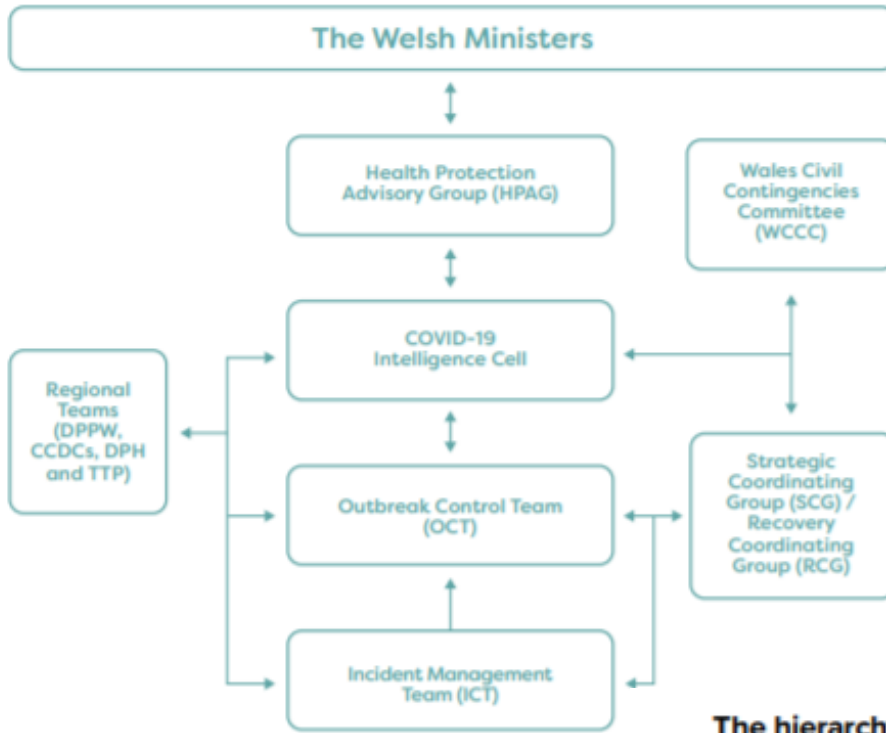 The Welsh Ministers
Health Protection
Advisory Group (HPAG)
Wales Civil
Contingencies
Committee
(WCCC)
COVID-19
Intelligence Cell
Regional
Teams
(DPPW,
CCDCs, DPH
and TTP)
Outbreak Control Team
(OCT)
Strategic
Coordinating
Group (SCG) /
Recovery
Coordinating
Group (RCG)
Incident Management
Team (ICT)
The hierarch